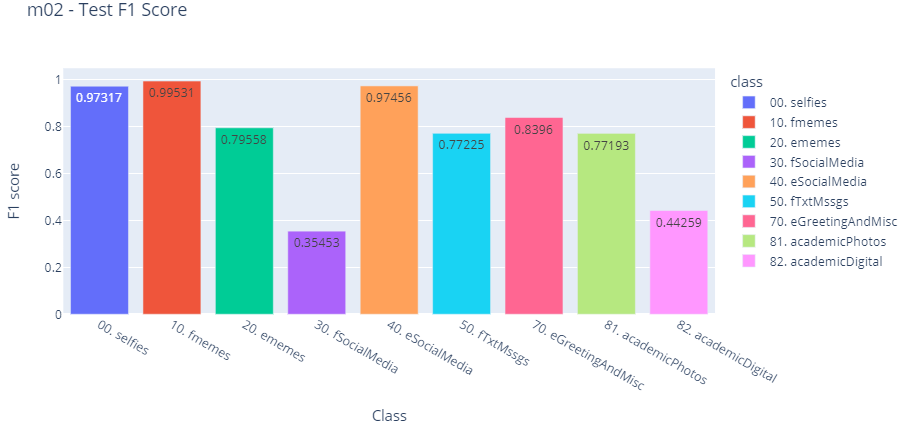 m02 - Test F1 Score
class
00. selfies
10. fmemes
20. ememes
30. fSocialMedia
40. eSocialMedia
50. fTxtMssgs
70. eGreetingAndMisc
81. academicPhotos
82. academicDigital
F1 score
1
0.8
0.6
0.4
0.2
0
0.97317
0.99531
0.79558
0.35453
0.97456
0.77225
0.8396
0.77193
0.44259
00. selfies
10. fmemes
20. ememes
30. fSocialMedia
40. eSocialMedia
50. fTxtMssgs
70. eGreetingAndMisc
81. academicPhotos
82. academicDigital
Class